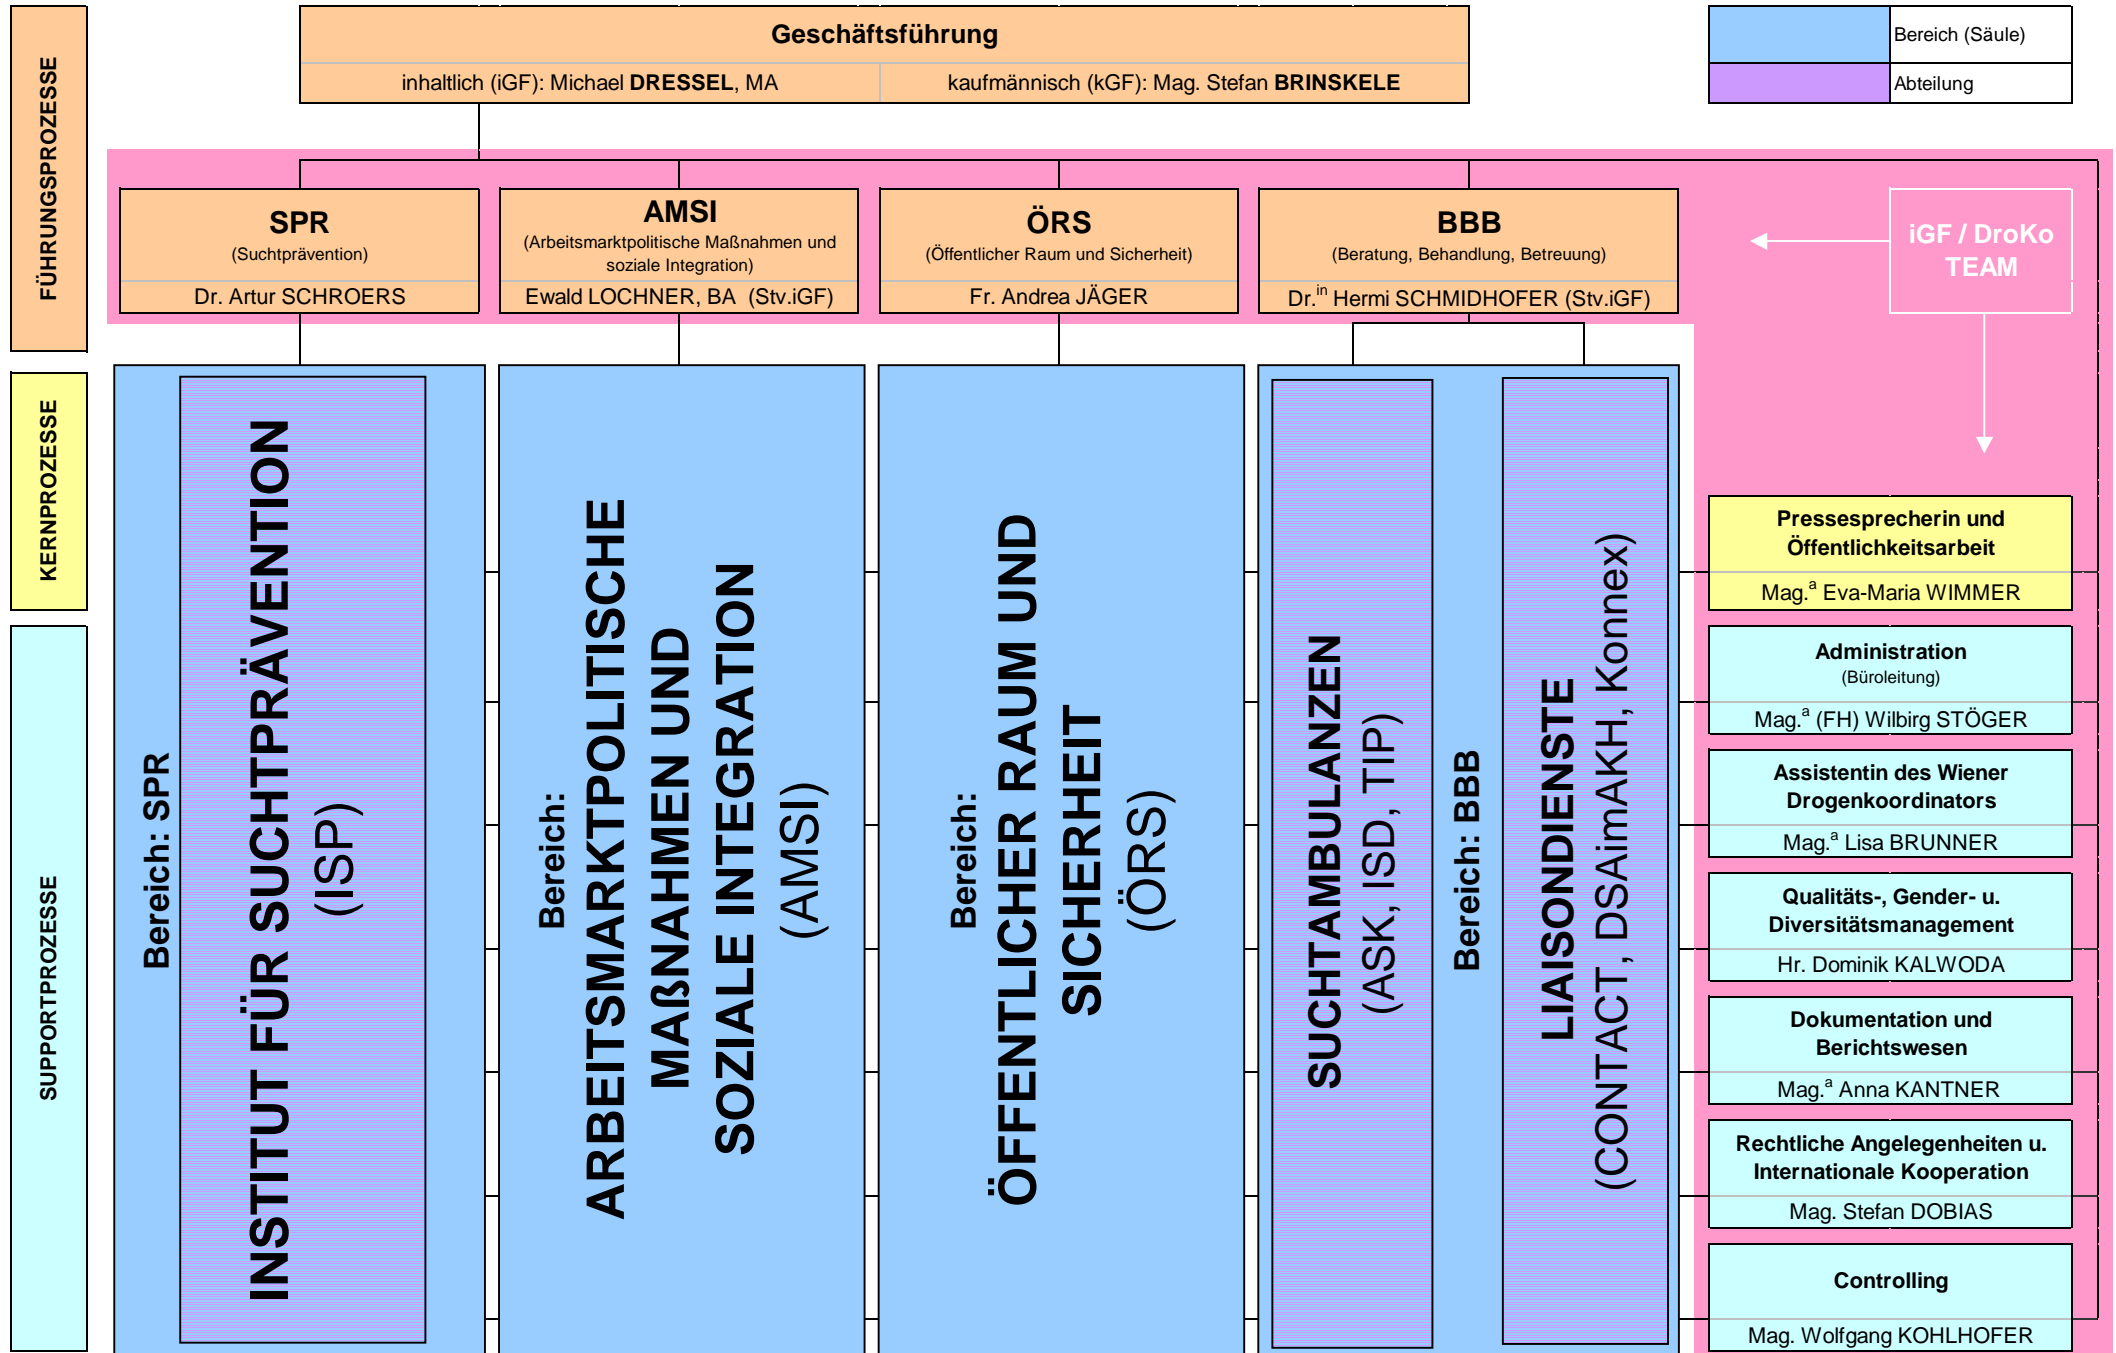 FÜHRUNGSPROZESSE
KERNPROZESSE
SUPPORTPROZESSE
Geschäftsführung
inhaltlich (iGF): Michael DRESSEL, MA
kaufmännisch (kGF): Mag. Stefan BRINSKELE
Bereich (Säule)
Abteilung
SPR
(Suchtprävention)
Dr. Artur SCHROERS
AMSI
(Arbeitsmarktpolitische Maßnahmen und
soziale Integration)
Ewald LOCHNER, BA (Stv.iGF)
ÖRS
(Öffentlicher Raum und Sicherheit)
Fr. Andrea JÄGER
BBB
(Beratung, Behandlung, Betreuung)
Dr.in Hermi SCHMIDHOFER (Stv.iGF)
iGF / DroKo
TEAM
Bereich: SPR
INSTITUT FÜR SUCHTPRÄVENTION
(ISP)
Bereich:
ARBEITSMARKTPOLITISCHE
MAßNAHMEN UND
SOZIALE INTEGRATION
(AMSI)
Bereich:
ÖFFENTLICHER RAUM UND
SICHERHEIT
(ÖRS)
SUCHTAMBULANZEN
(ASK, ISD, TIP)
Bereich: BBB
LIAISONDIENSTE
(CONTACT, DSAimAKH, Konnex)
Pressesprecherin und
Öffentlichkeitsarbeit
Mag.a Eva-Maria WIMMER
Administration
(Büroleitung)
Mag.a (FH) Wilbirg STÖGER
Assistentin des Wiener
Drogenkoordinators
Mag.a Lisa BRUNNER
Qualitäts-, Gender- u.
Diversitätsmanagement
Hr. Dominik KALWODA
Dokumentation und
Berichtswesen
Mag.a Anna KANTNER
Rechtliche Angelegenheiten u.
Internationale Kooperation
Mag. Stefan DOBIAS
Controlling
Mag. Wolfgang KOHLHOFER